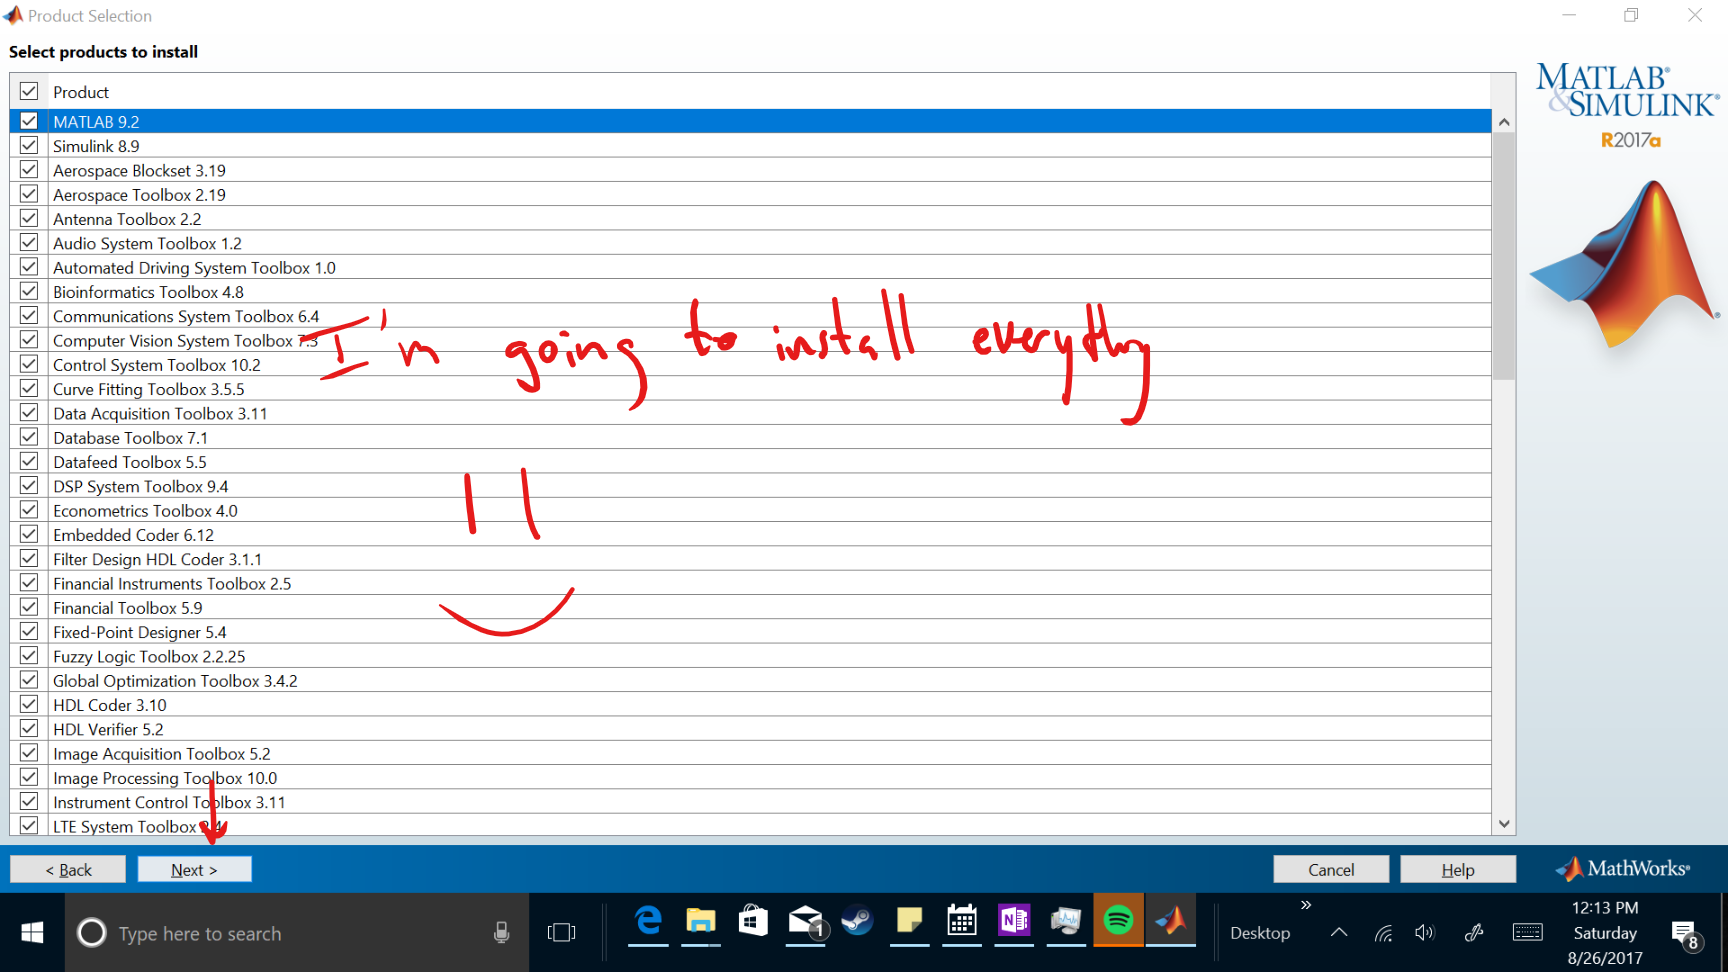 Product Selection
Select products to install
Product
MATLAB 9.2
Simulink 8.9
Aerospace Blockset 3.19
Aerospace Toolbox 2.19
Antenna Toolbox 2.2
Audio System Toolbox 1.2
Automated Driving System Toolbox 1.0
Bioinformatics Toolbox 4.8
Communications System Toolbox 6.4
Computer Vision System Toolbox 7.3
Control System Toolbox 10.2
Curve Fitting Toolbox 3.5.5
Data Acquisition Toolbox 3.11
Database Toolbox 7.1
Datafeed Toolbox 5.5
DSP System Toolbox 9.4
Econometrics Toolbox 4.0
Embedded Coder 6.12
Filter Design HDL Coder 3.1.1
Financial Instruments Toolbox 2.5
Financial Toolbox 5.9
Fixed-Point Designer 5.4
Fuzzy Logic Toolbox 2.2.25
Global Optimization Toolbox 3.4.2
HDL Coder 3.10
HDL Verifier 5.2
Image Acquisition Toolbox 5.2
Image Processing Toolbox 10.0
Instrument Control Toolbox 3.11
LTE System Toolbox 2.4
I'm going to install everything
MATLAB®
&SIMULINK®
R2017a
< Back Next > Cancel Help MathWorks®
Type here to search
1
N
Desktop
12:13 PM
Saturday
8/26/2017
8